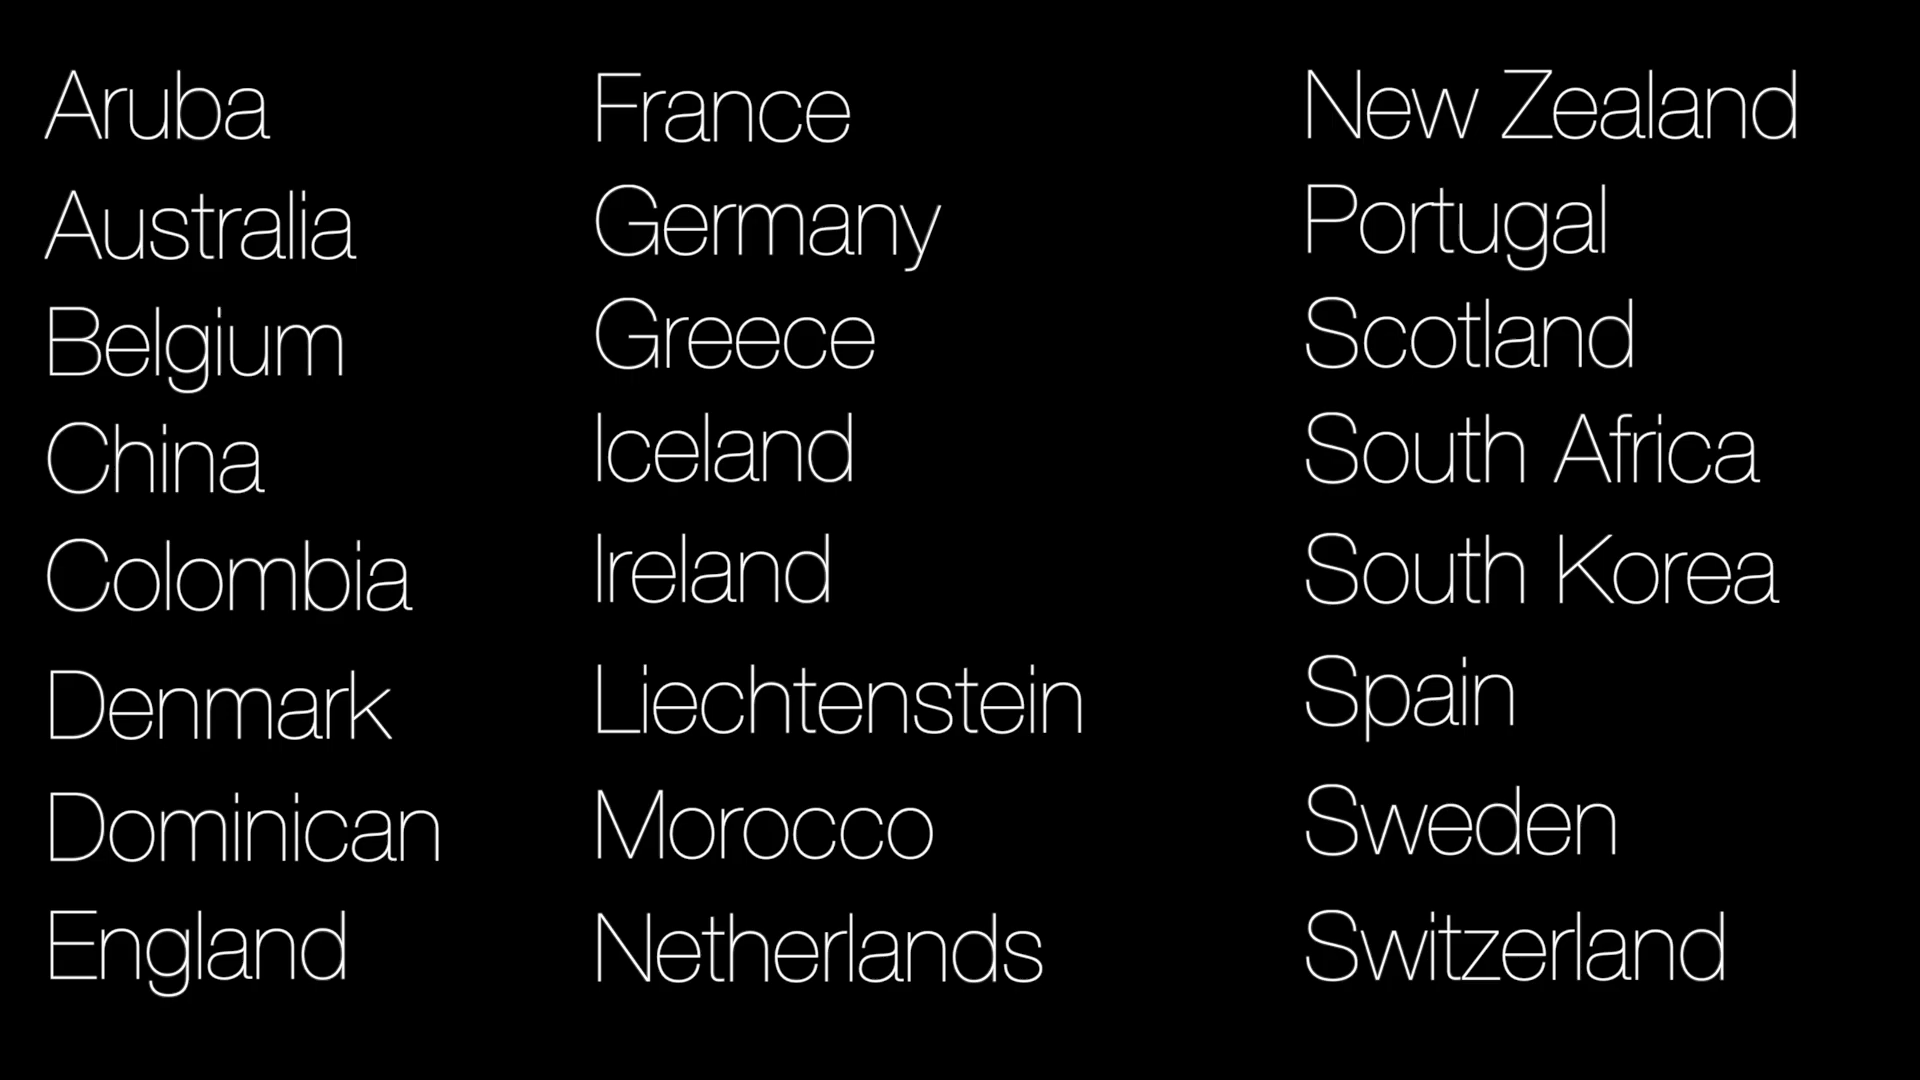 Aruba
Australia
Belgium
China
Colombia
Denmark
Dominican
England
France
Germany
Greece
Iceland
Ireland
Liechtenstein
Morocco
Netherlands
New Zealand
Portugal
Scotland
South Africa
South Korea
Spain
Sweden
Switzerland